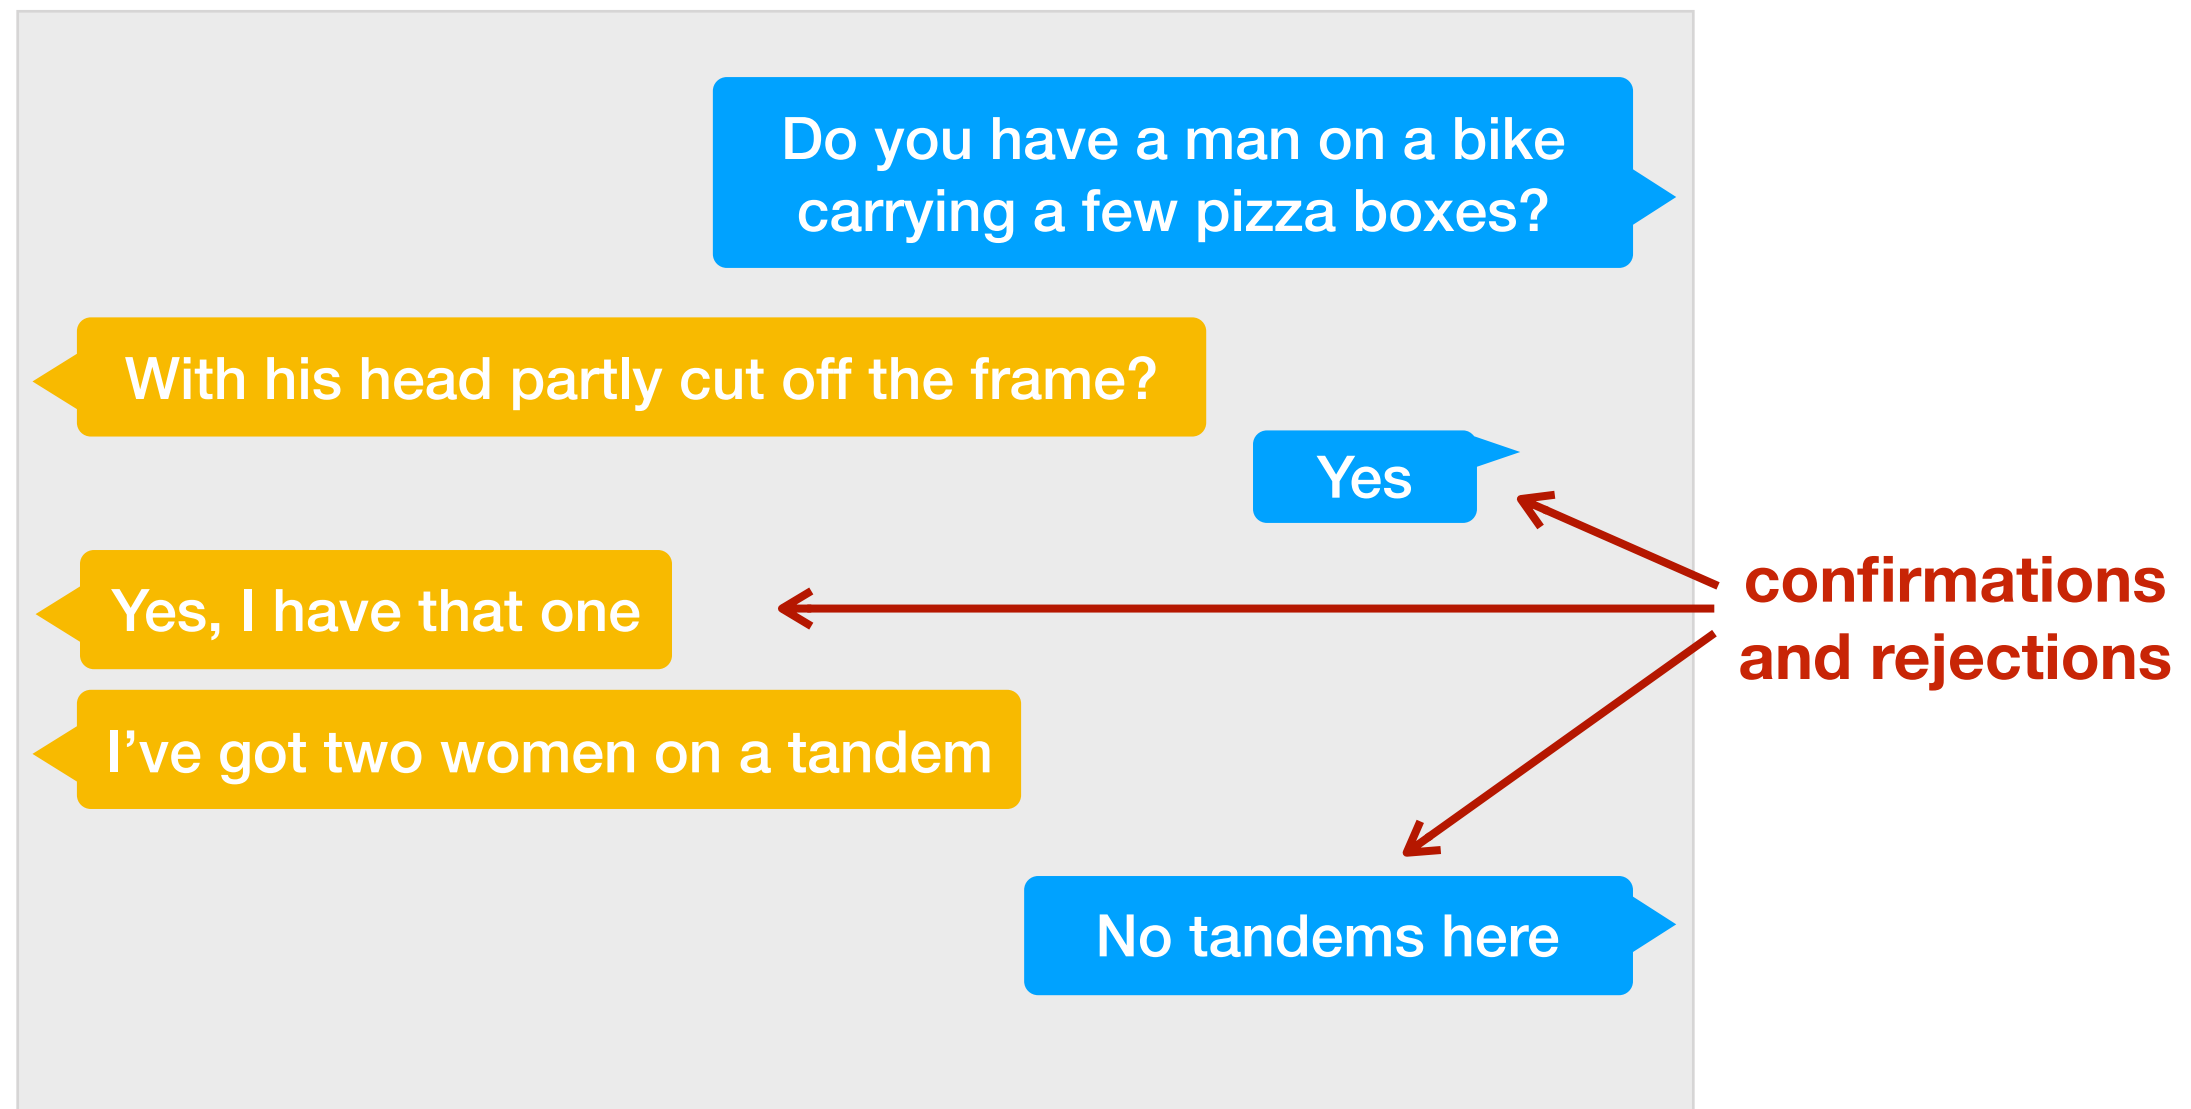 Do you have a man on a bike
carrying a few pizza boxes?
With his head partly cut off the frame?
Yes
Yes, I have that one
I’ve got two women on a tandem
No tandems here
confirmations
and rejections